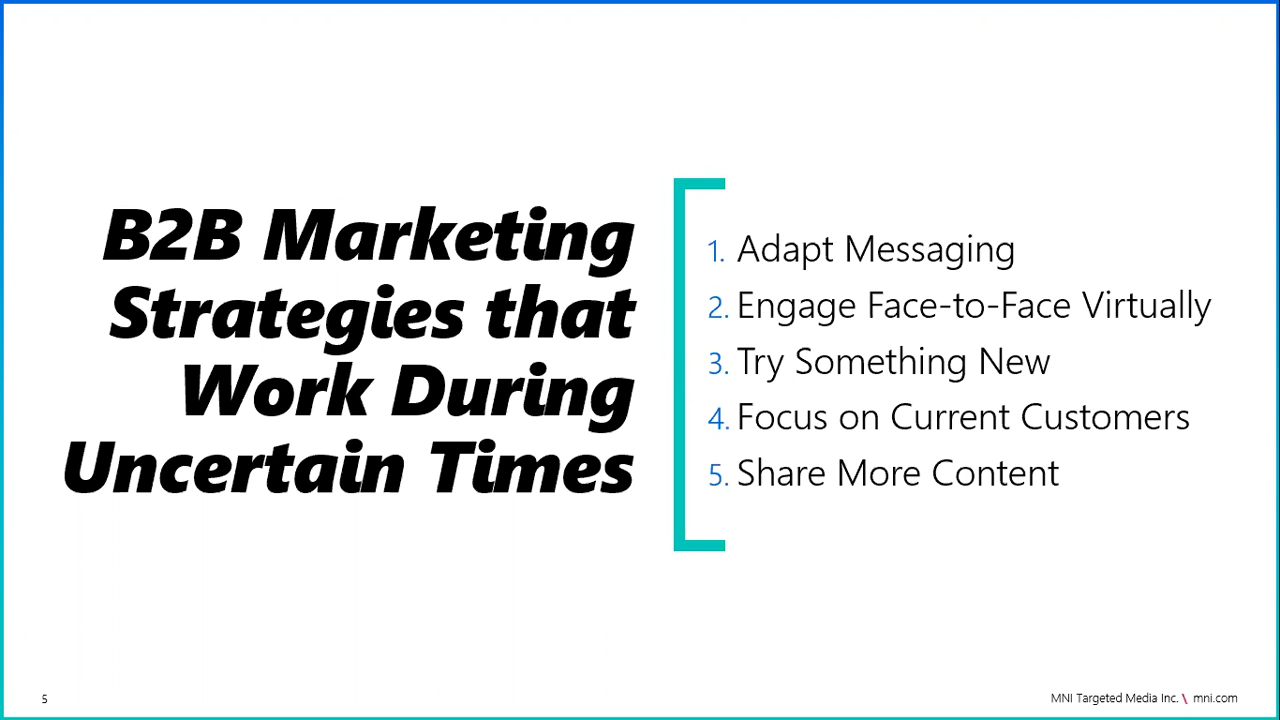 B2B Marketing
Strategies that
Work During
Uncertain Times
1. Adapt Messaging
2. Engage Face-to-Face Virtually
3. Try Something New
4. Focus on Current Customers
5. Share More Content
5
MNI Targeted Media Inc. \ mni.com